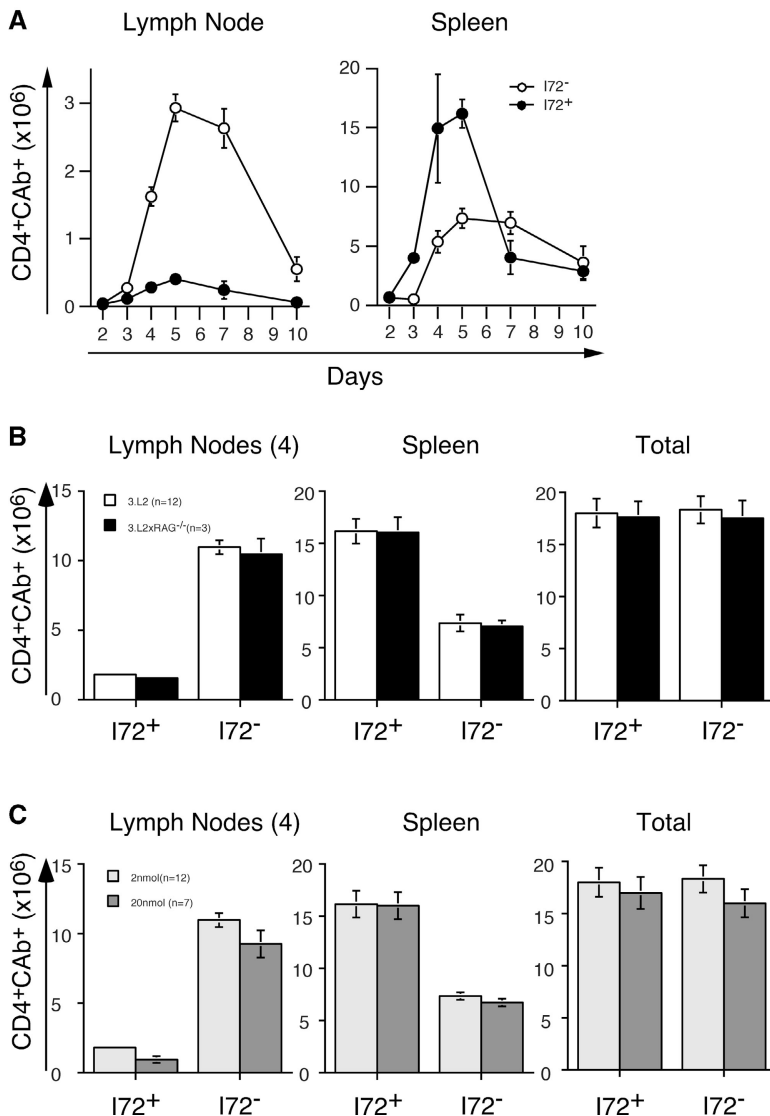 A
Lymph Node
Spleen
CD4+CAb+ (x10⁶)
3
2
1
0
2 3 4 5 6 7 8 9 10
20
15
10
5
0
2 3 4 5 6 7 8 9 10
I72-
I72+
Days
B
Lymph Nodes (4)
Spleen
Total
CD4+CAb+ (x10⁶)
15
10
5
0
3.L2 (n=12)
3.L2xRAG-/-(n=3)
I72+ I72-
20
15
10
5
0
I72+ I72-
20
15
10
5
0
I72+ I72-
C
Lymph Nodes (4)
Spleen
Total
CD4+CAb+ (x10⁶)
15
10
5
0
2nmol(n=12)
20nmol (n=7)
I72+ I72-
20
15
10
5
0
I72+ I72-
20
15
10
5
0
I72+ I72-